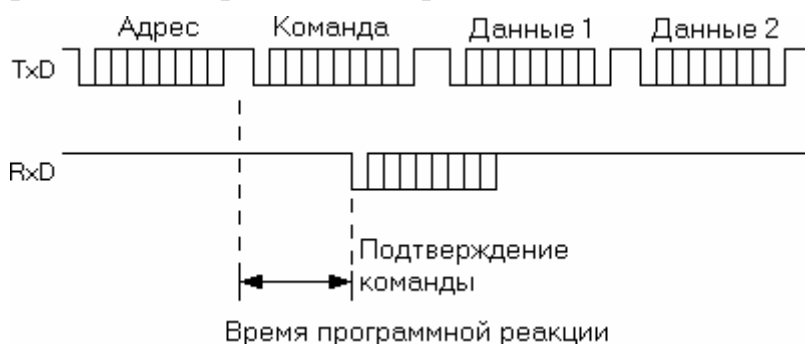 Адрес Команда Данные 1 Данные 2
TxD
RxD
Подтверждение
команды
Время программной реакции